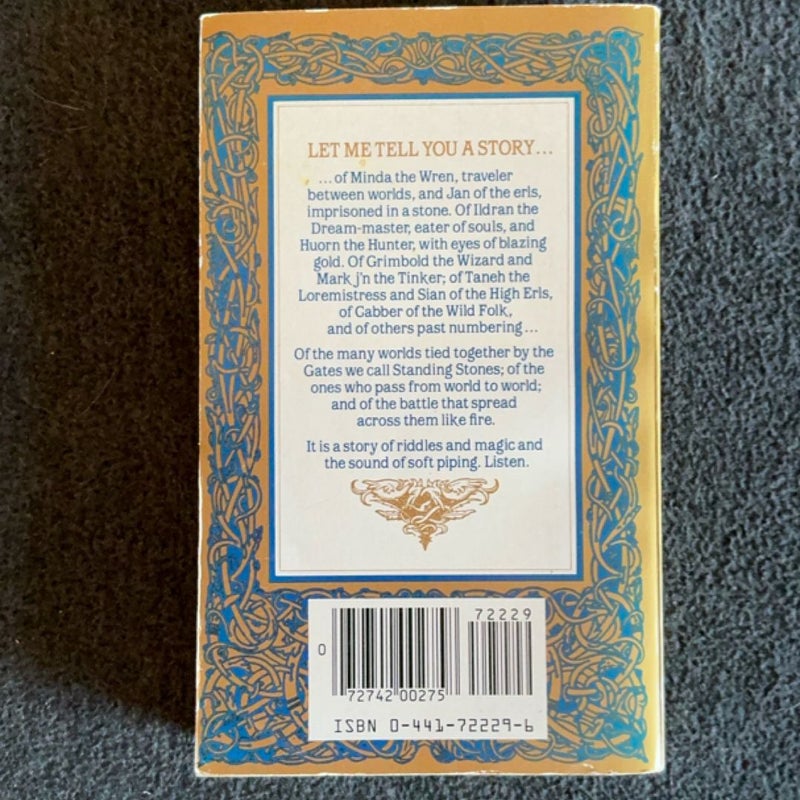 LET ME TELL YOU A STORY...
...of Minda the Wren, traveler
between worlds, and Jan of the erls,
imprisoned in a stone. Of Ildran the
Dream-master, eater of souls, and
Huorn the Hunter, with eyes of blazing
gold. Of Grimbold the Wizard and
Mark j'n the Tinker; of Taneh the
Loremistress and Sian of the High Erls,
of Gabber of the Wild Folk,
and of others past numbering...
Of the many worlds tied together by the
Gates we call Standing Stones; of the
ones who pass from world to world;
and of the battle that spread
across them like fire.
It is a story of riddles and magic and
the sound of soft piping. Listen.
72229
0
72742 00275
ISBN 0-441-72229-6